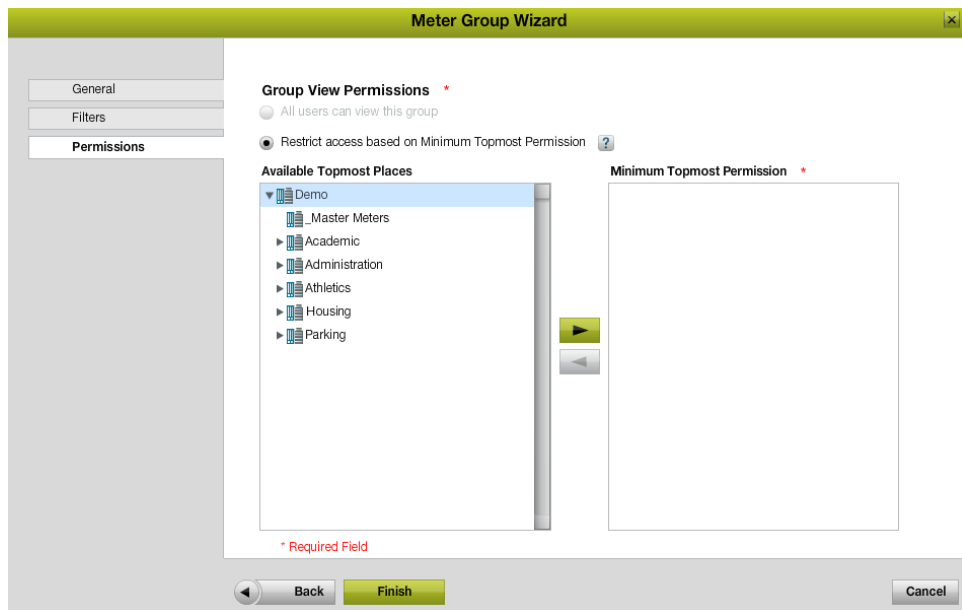 Meter Group Wizard
General
Filters
Permissions
Group View Permissions *
All users can view this group
Restrict access based on Minimum Topmost Permission ?
Available Topmost Places
Minimum Topmost Permission *
Demo
_Master Meters
Academic
Administration
Athletics
Housing
Parking
* Required Field
Back Finish Cancel